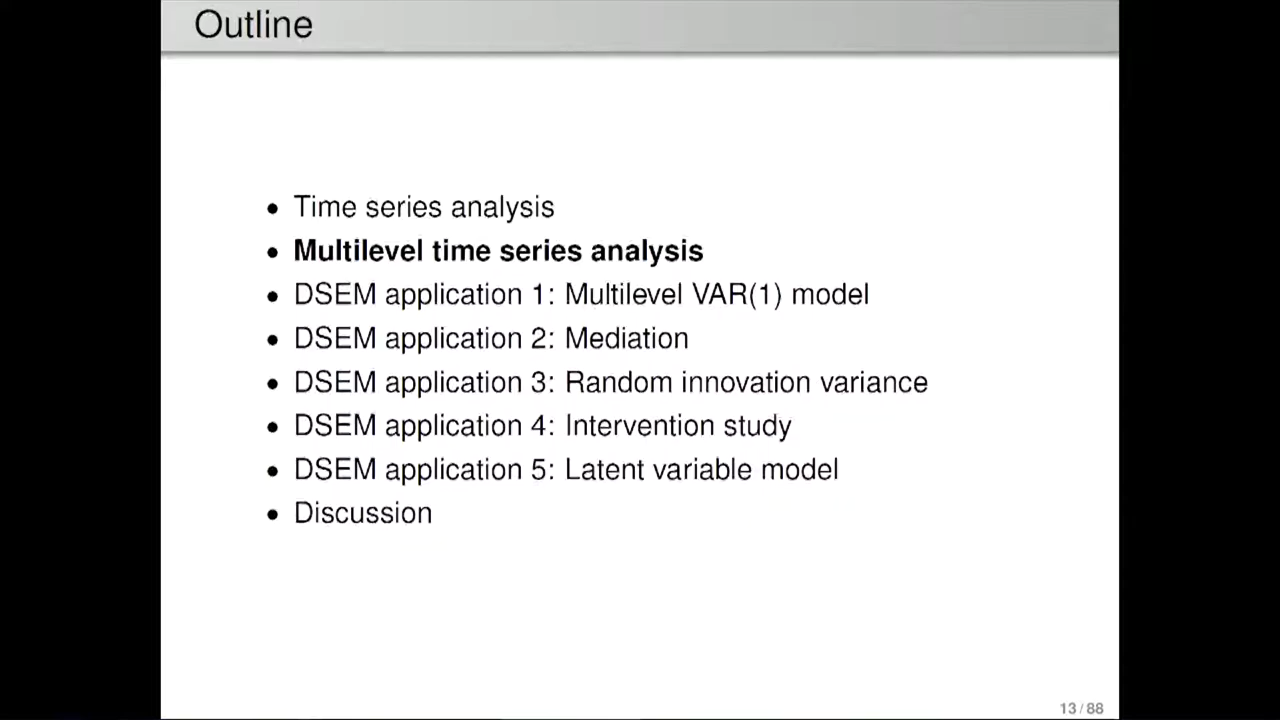 Outline
• Time series analysis
• Multilevel time series analysis
• DSEM application 1: Multilevel VAR(1) model
• DSEM application 2: Mediation
• DSEM application 3: Random innovation variance
• DSEM application 4: Intervention study
• DSEM application 5: Latent variable model
• Discussion
13 / 88